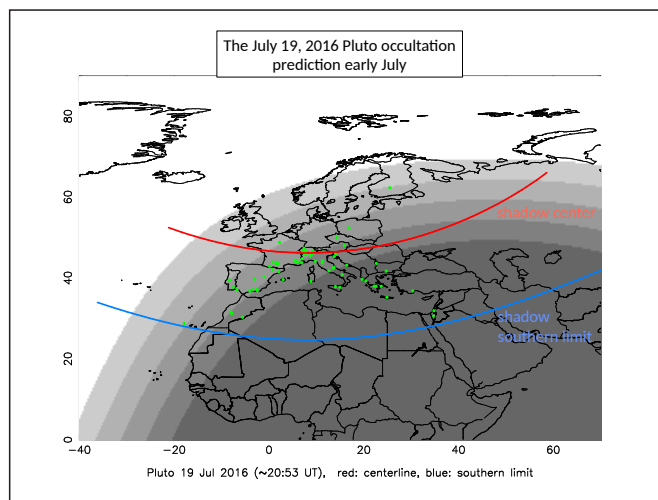 The July 19, 2016 Pluto occultation
prediction early July
80
60
40
20
0
shadow center
shadow
southern limit
−40
−20
0
20
40
60
Pluto 19 Jul 2016 (~20:53 UT), red: centerline, blue: southern limit